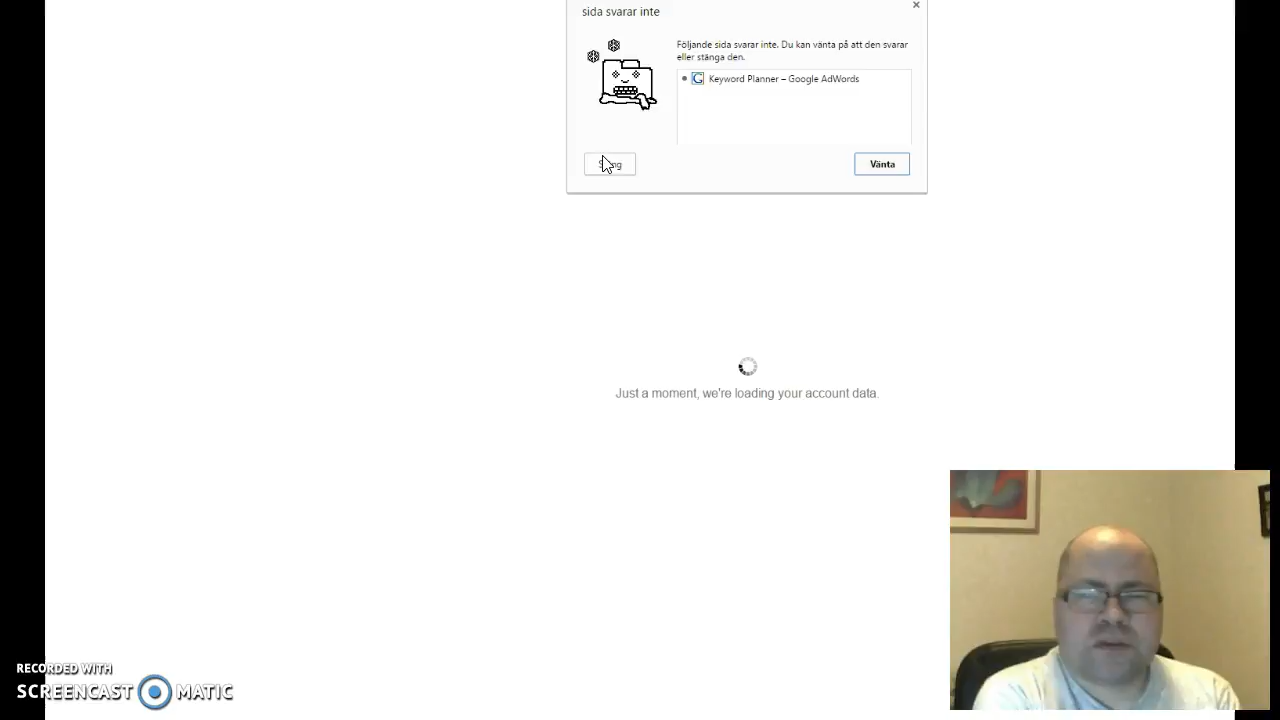 sida svarar inte
Följande sida svarar inte. Du kan vänta på att den svarar
eller stänga den.
Keyword Planner – Google AdWords
Vänta
Just a moment, we're loading your account data.
RECORDED WITH
SCREENCAST MATIC